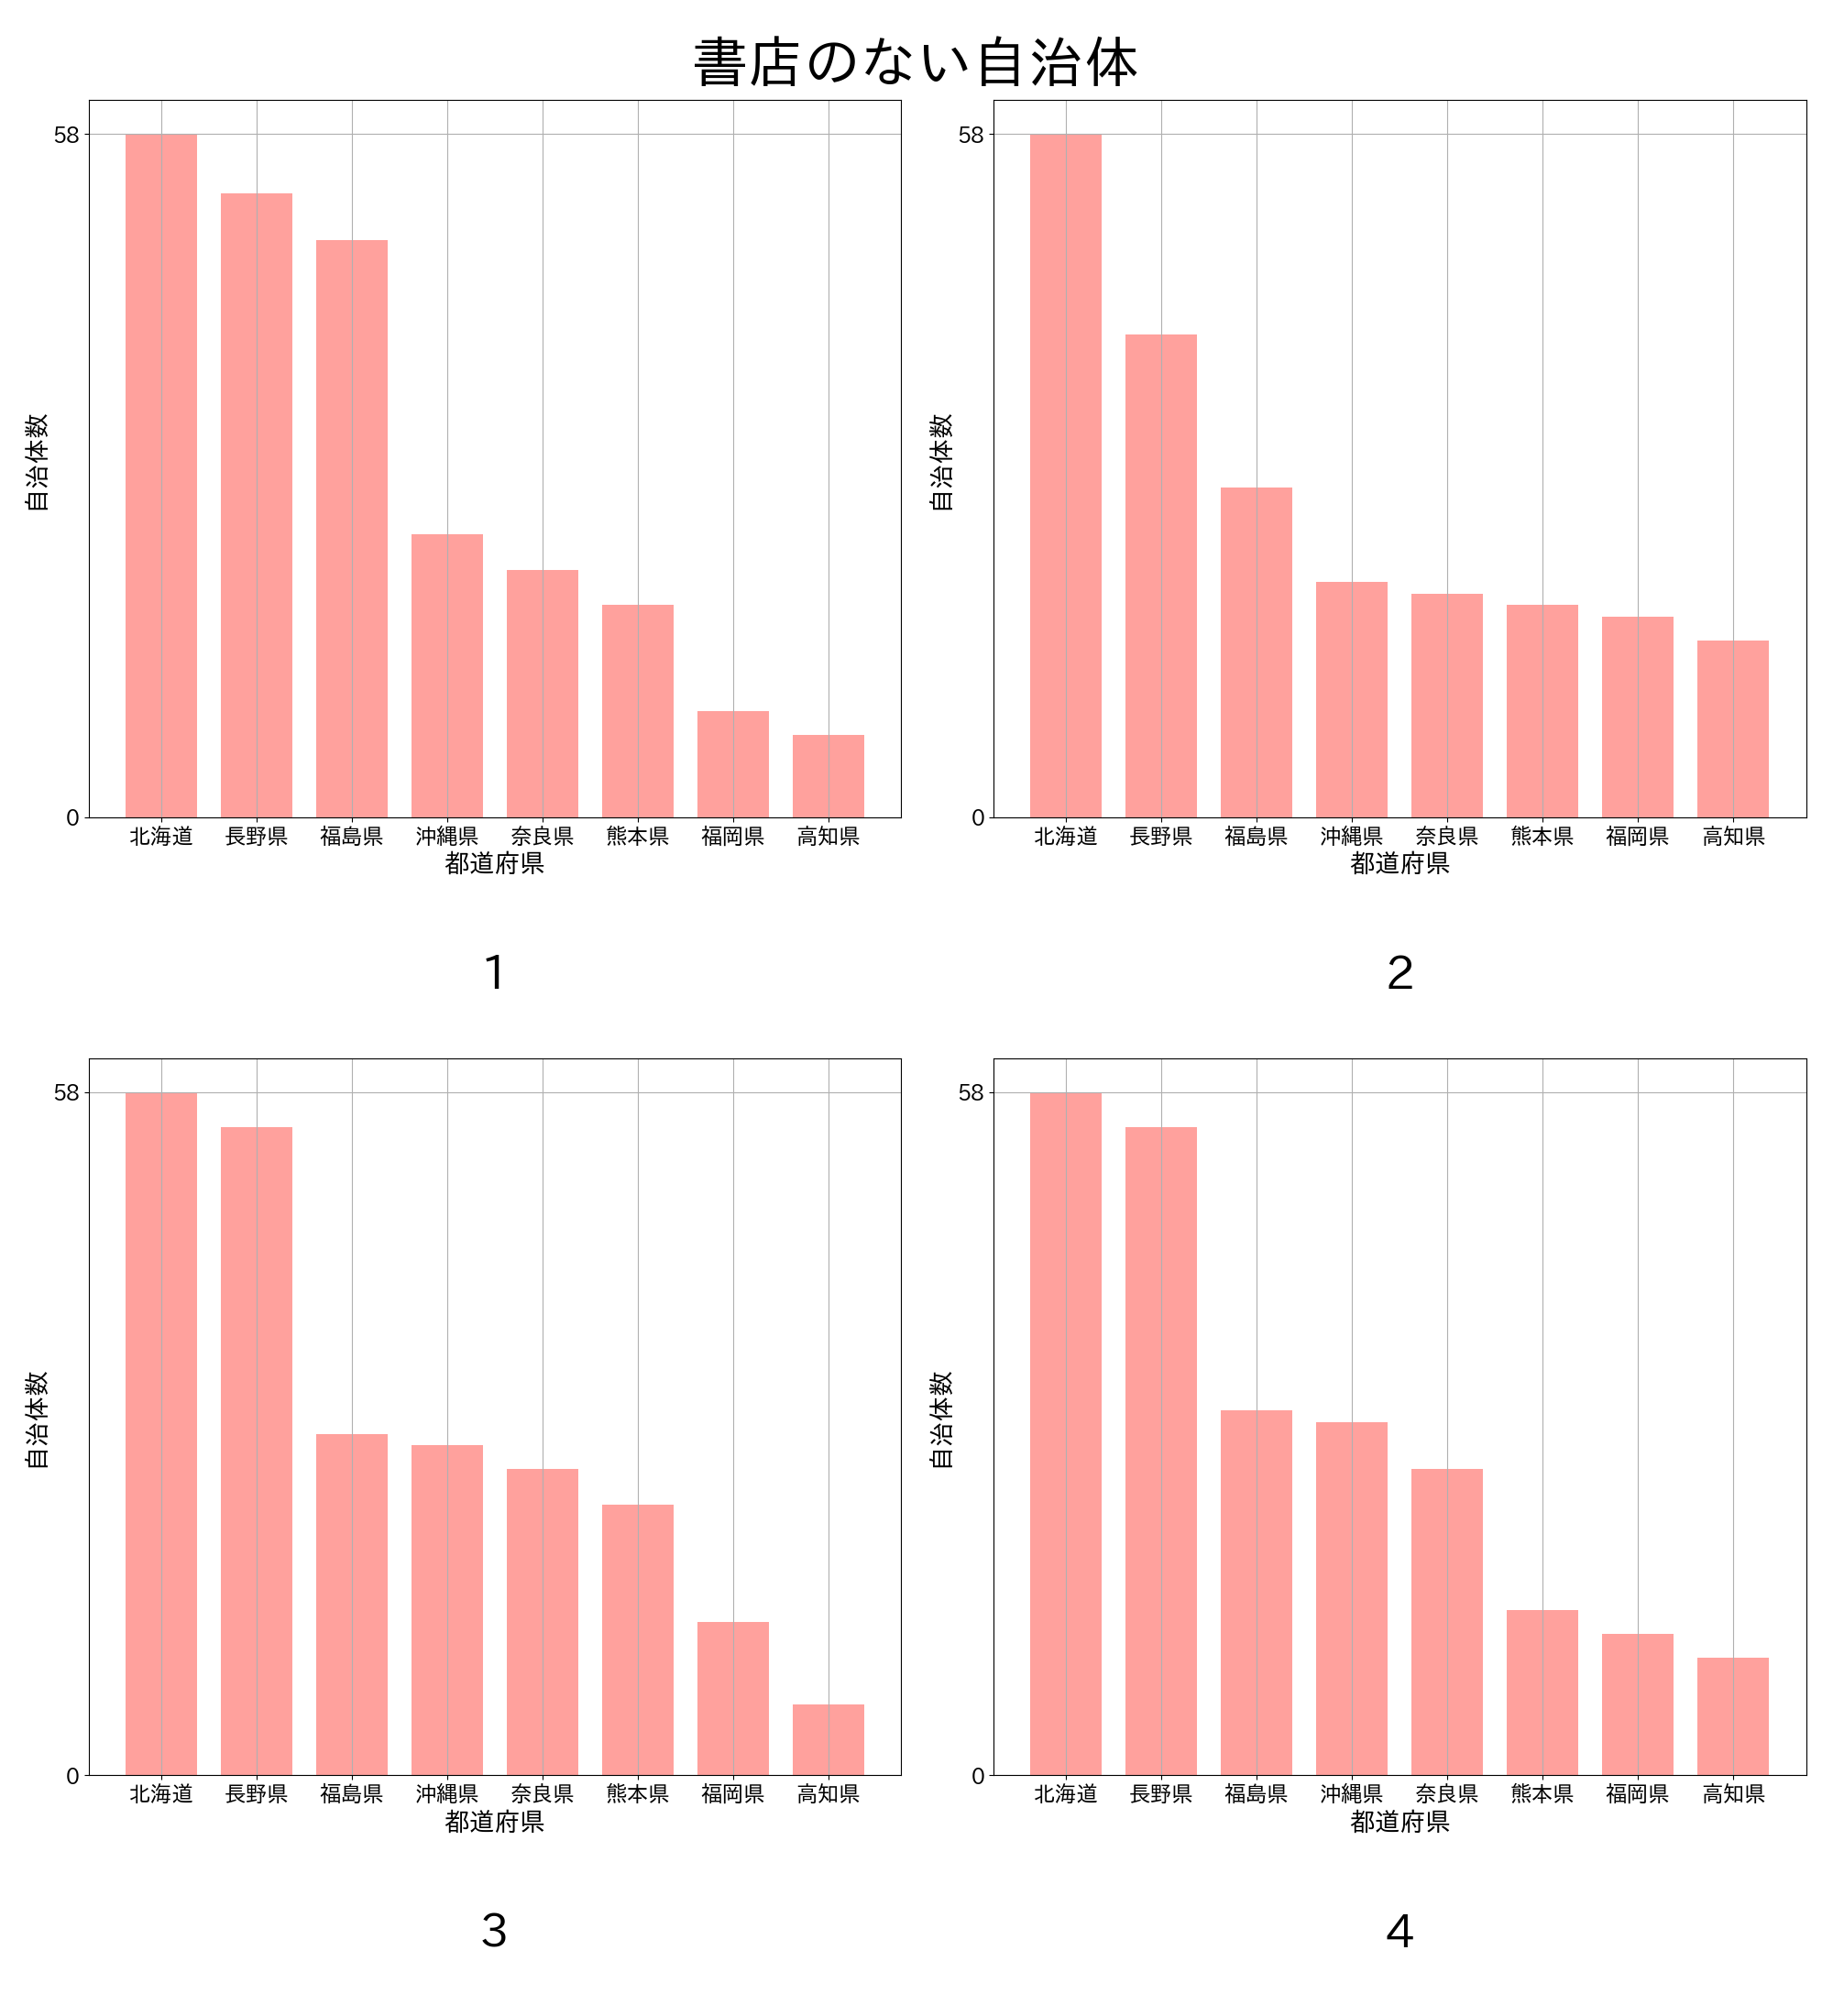 書店のない自治体
58
0
自治体数
北海道 長野県 福島県 沖縄県 奈良県 熊本県 福岡県 高知県
都道府県
1
58
0
自治体数
北海道 長野県 福島県 沖縄県 奈良県 熊本県 福岡県 高知県
都道府県
2
58
0
自治体数
北海道 長野県 福島県 沖縄県 奈良県 熊本県 福岡県 高知県
都道府県
3
58
0
自治体数
北海道 長野県 福島県 沖縄県 奈良県 熊本県 福岡県 高知県
都道府県
4